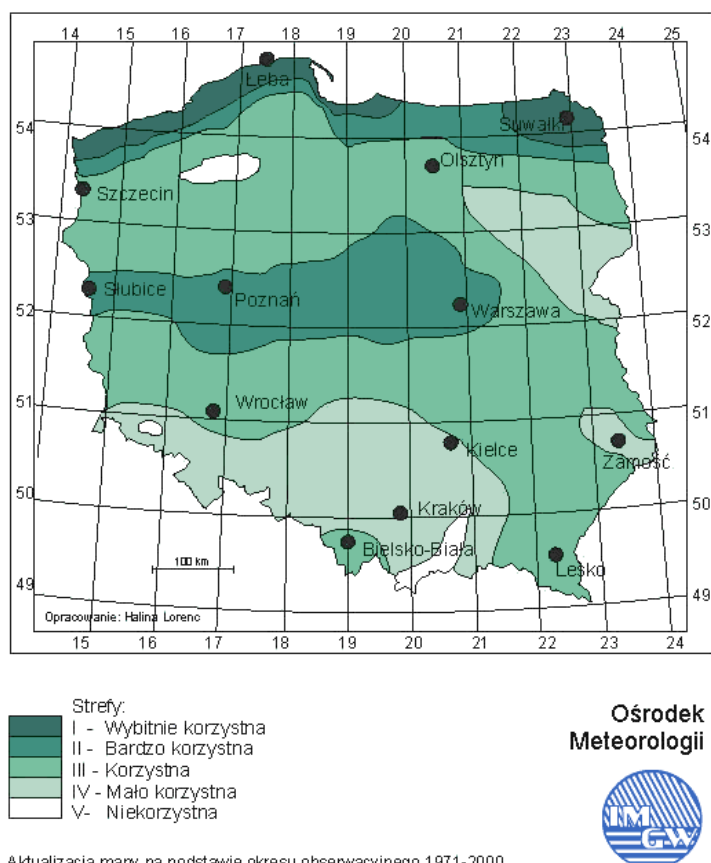 14 15 16 17 18 19 20 21 22 23 24
Łeba
54 Suwałki 54
Olsztyn
Szczecin
53 53
Słubice Poznań
52 Warszawa 52
51 Wrocław 51
Kielce
Zamość
50 Kraków 50
Bielsko-Biała
100 km Lesko
49 49
Opracowanie: Halina Lorenc
15 16 17 18 19 20 21 22 23 24
Strefy:
I - Wybitnie korzystna
II - Bardzo korzystna
III - Korzystna
IV - Mało korzystna
V- Niekorzystna
Ośrodek
Meteorologii
IM
GW
Aktualizacja mapy na podstawie okresu obserwacyjnego 1971-2000